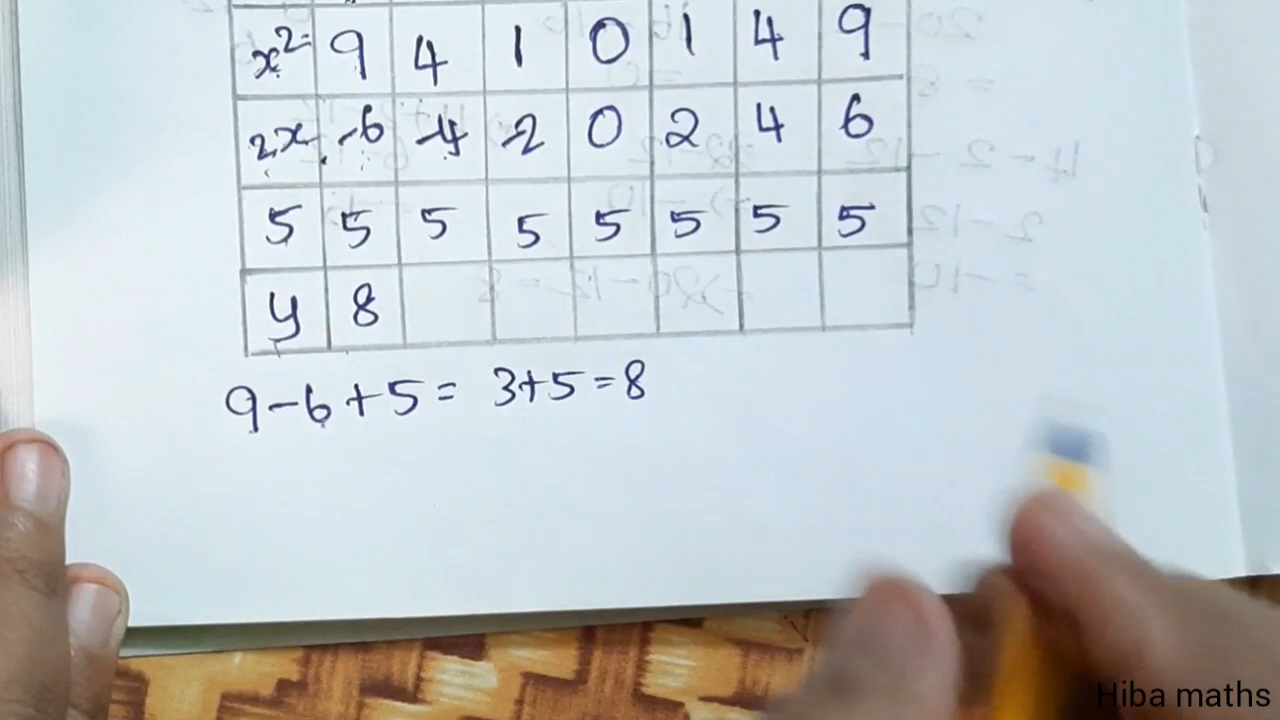 x²= 9 4 1 0 1 4 9
2x -6 -4 -2 0 2 4 6
5 5 5 5 5 5 5 5
y 8
9-6+5= 3+5=8
Hiba maths